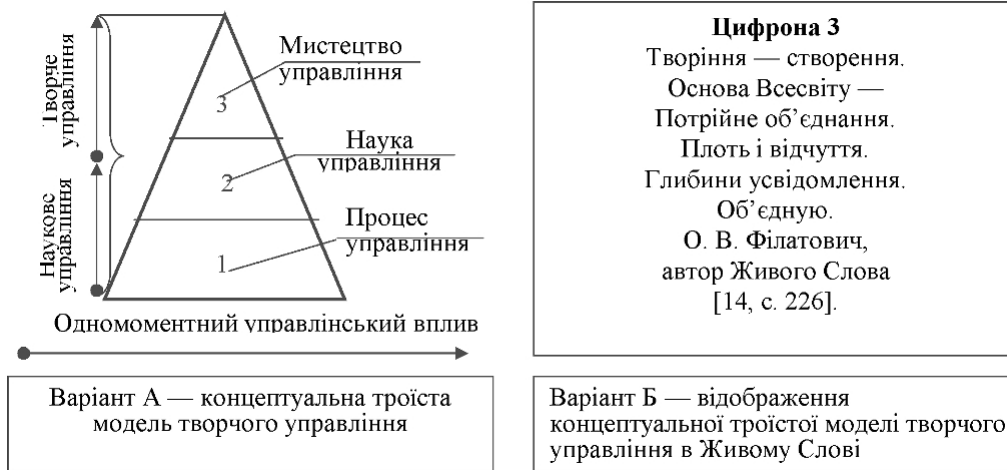 Творче
управління
Наукове
управління
Мистецтво
управління
3
Наука
управління
2
Процес
управління
1
Одномоментний управлінський вплив
Варіант А — концептуальна троїста
модель творчого управління
Цифрона 3
Творіння — створення.
Основа Всесвіту —
Потрійне об’єднання.
Плоть і відчуття.
Глибини усвідомлення.
Об’єдную.
О. В. Філатович,
автор Живого Слова
[14, с. 226].
Варіант Б — відображення
концептуальної троїстої моделі творчого
управління в Живому Слові